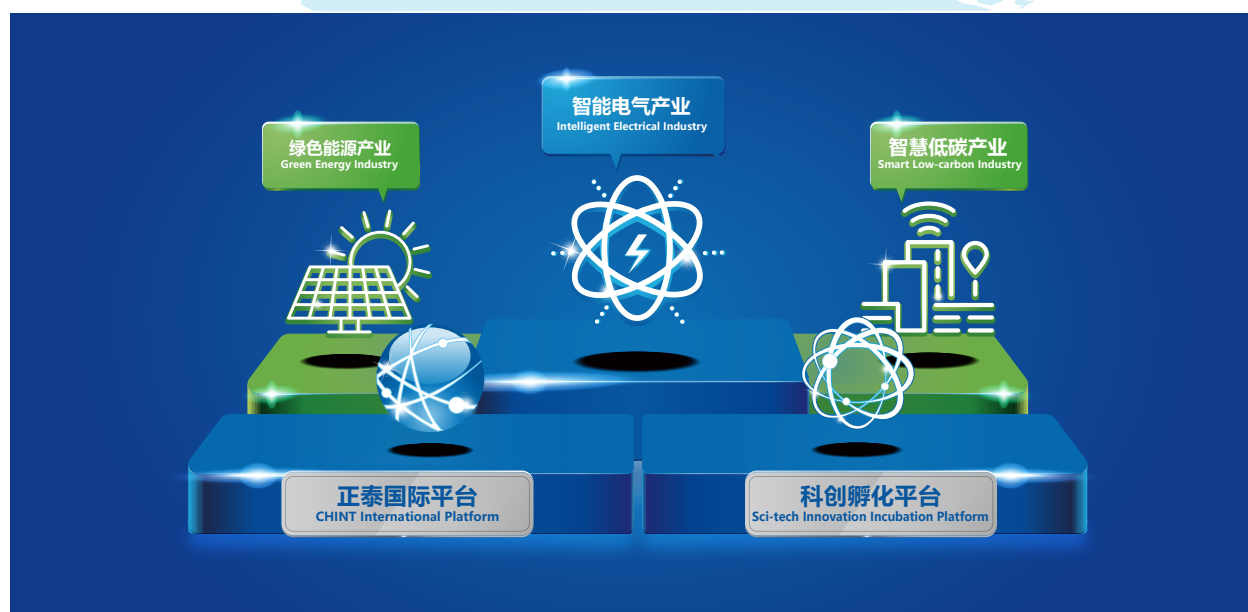 智能电气产业
Intelligent Electrical Industry
绿色能源产业
Green Energy Industry
智慧低碳产业
Smart Low-carbon Industry
正泰国际平台
CHINT International Platform
科创孵化平台
Sci-tech Innovation Incubation Platform